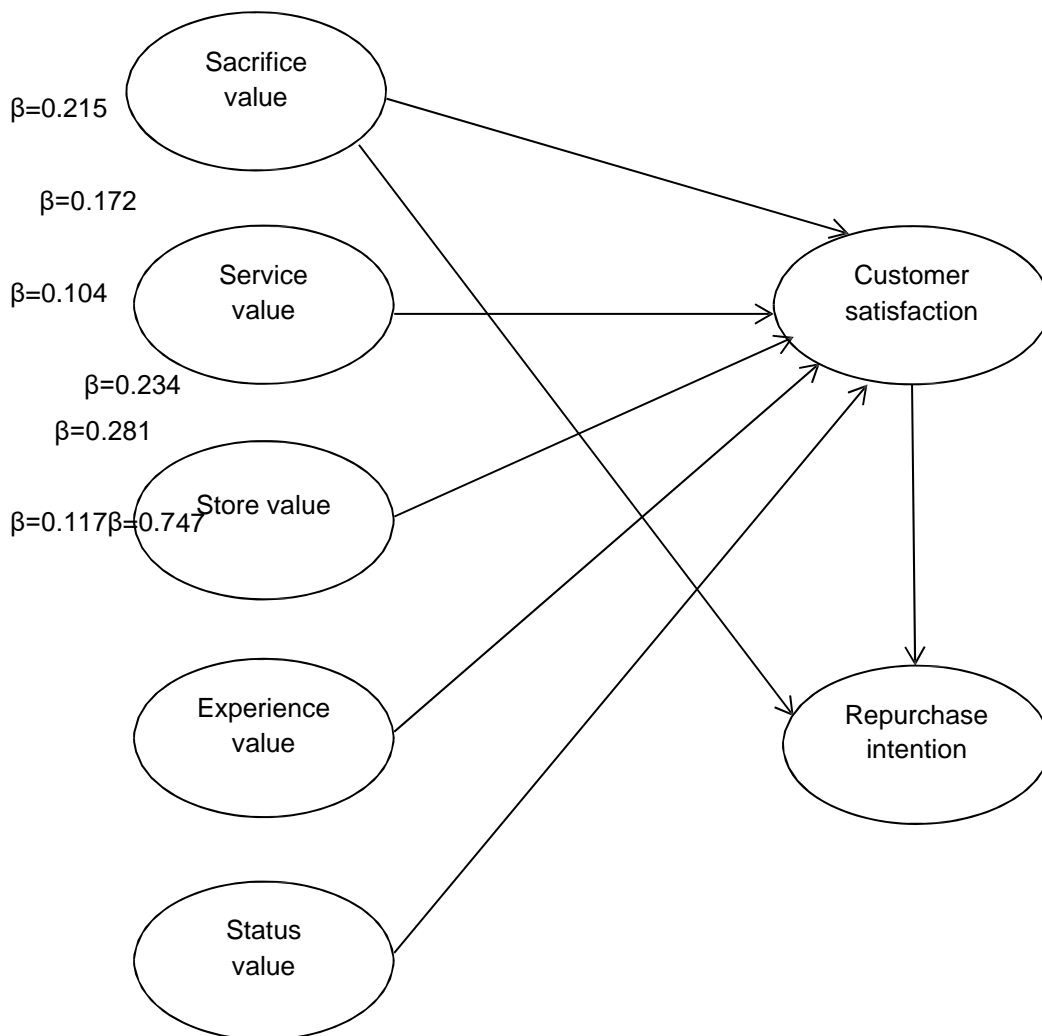 Sacrifice
value
β=0.215
β=0.172
Service
value
β=0.104
Customer
satisfaction
β=0.234
β=0.281
Store value
β=0.117β=0.747
Experience
value
Repurchase
intention
Status
value